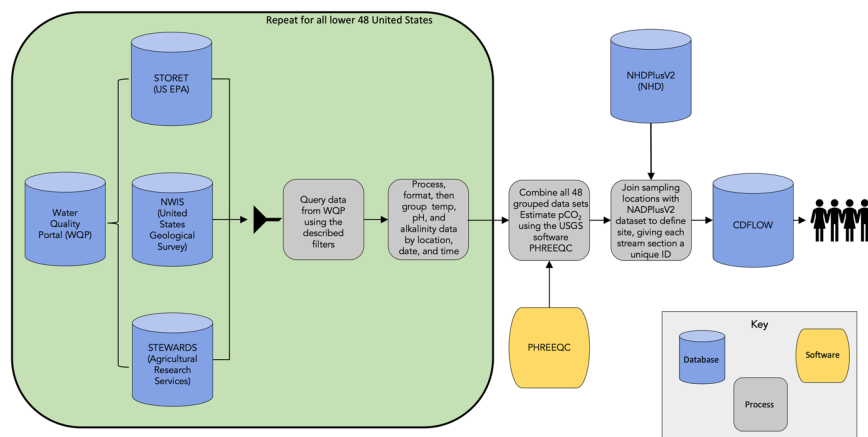 Repeat for all lower 48 United States
STORET
(US EPA)
Water
Quality
Portal (WQP)
NWIS
(United
States
Geological
Survey)
STEWARDS
(Agricultural
Research
Services)
Query data
from WQP
using the
described
filters
Process,
format, then
group temp,
pH, and
alkalinity data
by location,
date, and time
Combine all 48
grouped data sets
Estimate pCO₂
using the USGS
software
PHREEQC
PHREEQC
NHDPlusV2
(NHD)
Join sampling
locations with
NADPlusV2
dataset to define
site, giving each
stream section a
unique ID
CDFLOW
Key
Database
Process
Software